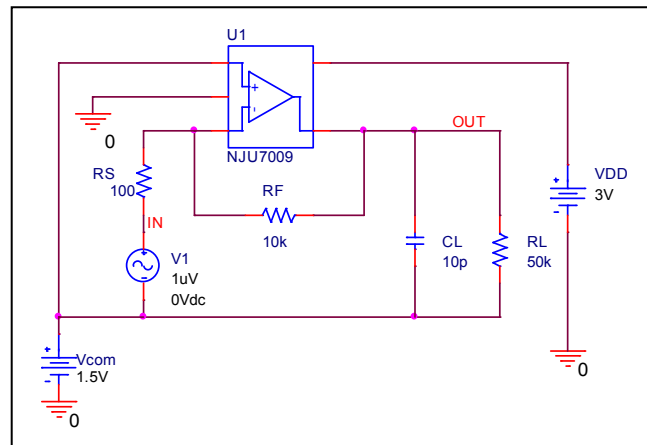 U1
+
-
0
OUT
NJU7009
RS
100
RF
10k
IN
+
-
V1
1uV
0Vdc
CL
10p
RL
50k
+
-
VDD
3V
+
-
Vcom
1.5V
0
0